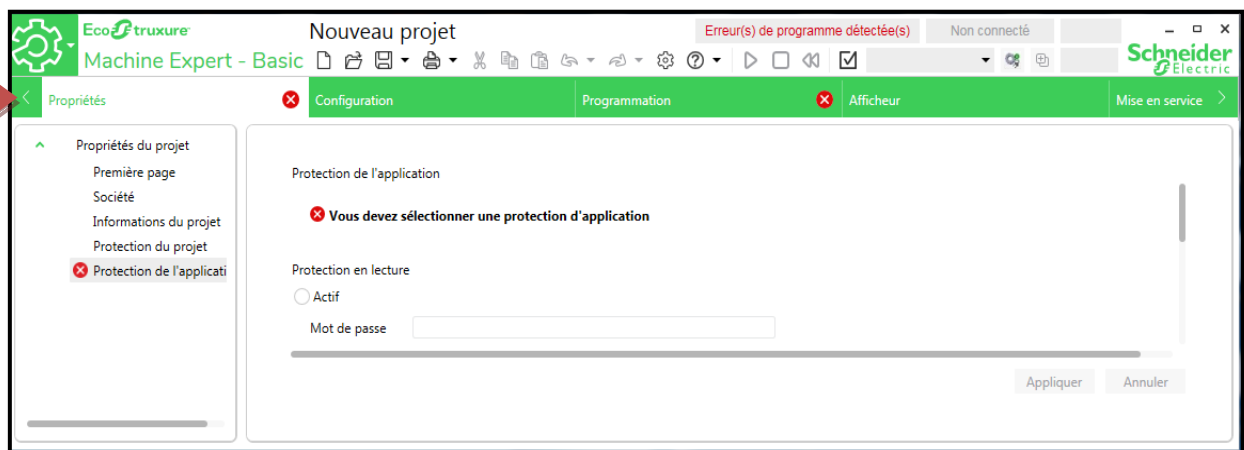 EcoStruxure
Nouveau projet
Erreur(s) de programme détectée(s)
Non connecté
Machine Expert - Basic
Schneider
Electric
Propriétés
Configuration
Programmation
Afficheur
Mise en service
Propriétés du projet
Première page
Société
Informations du projet
Protection du projet
Protection de l'applicati
Protection de l'application
Vous devez sélectionner une protection d'application
Protection en lecture
Actif
Mot de passe
Appliquer
Annuler